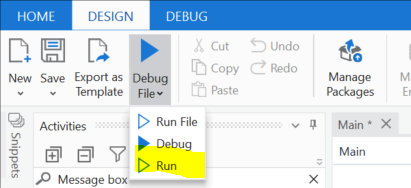 HOME DESIGN DEBUG
New Save Export as Template Debug File
Cut Undo
Copy Redo
Paste
Manage Packages
Run File
Debug
Run
Snippets
Activities
Message box
Main *
Main